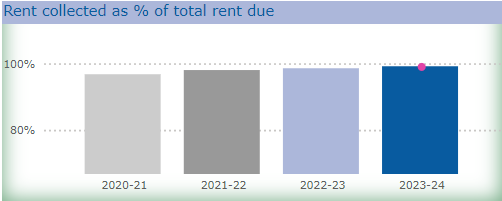 Rent collected as % of total rent due
100%
80%
2020-21 2021-22 2022-23 2023-24